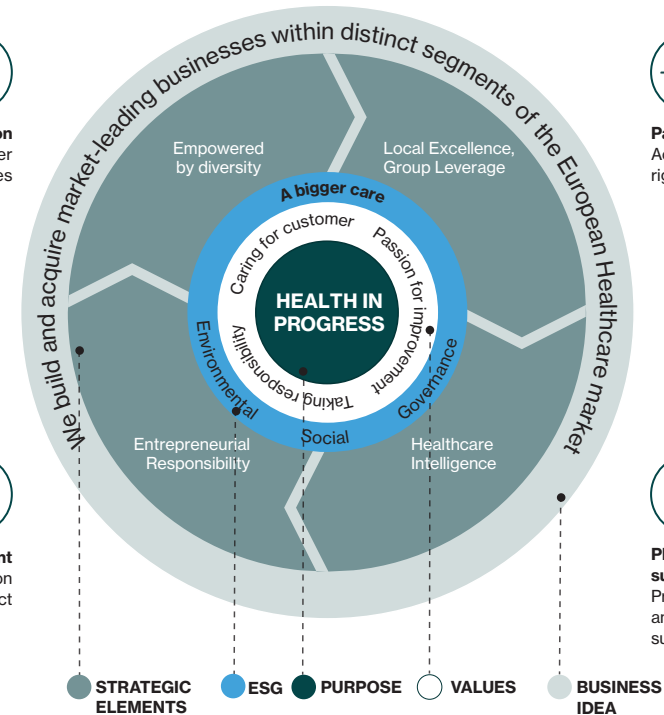 We build and acquire market-leading businesses within distinct segments of the European Healthcare market
Empowered
by diversity
Local Excellence,
Group Leverage
A bigger care
Caring for customer
Passion for improvement
HEALTH IN
PROGRESS
Taking responsibility
Environmental
Social
Governance
Entrepreneurial
Responsibility
Healthcare
Intelligence
STRATEGIC
ELEMENTS
ESG
PURPOSE
VALUES
BUSINESS
IDEA